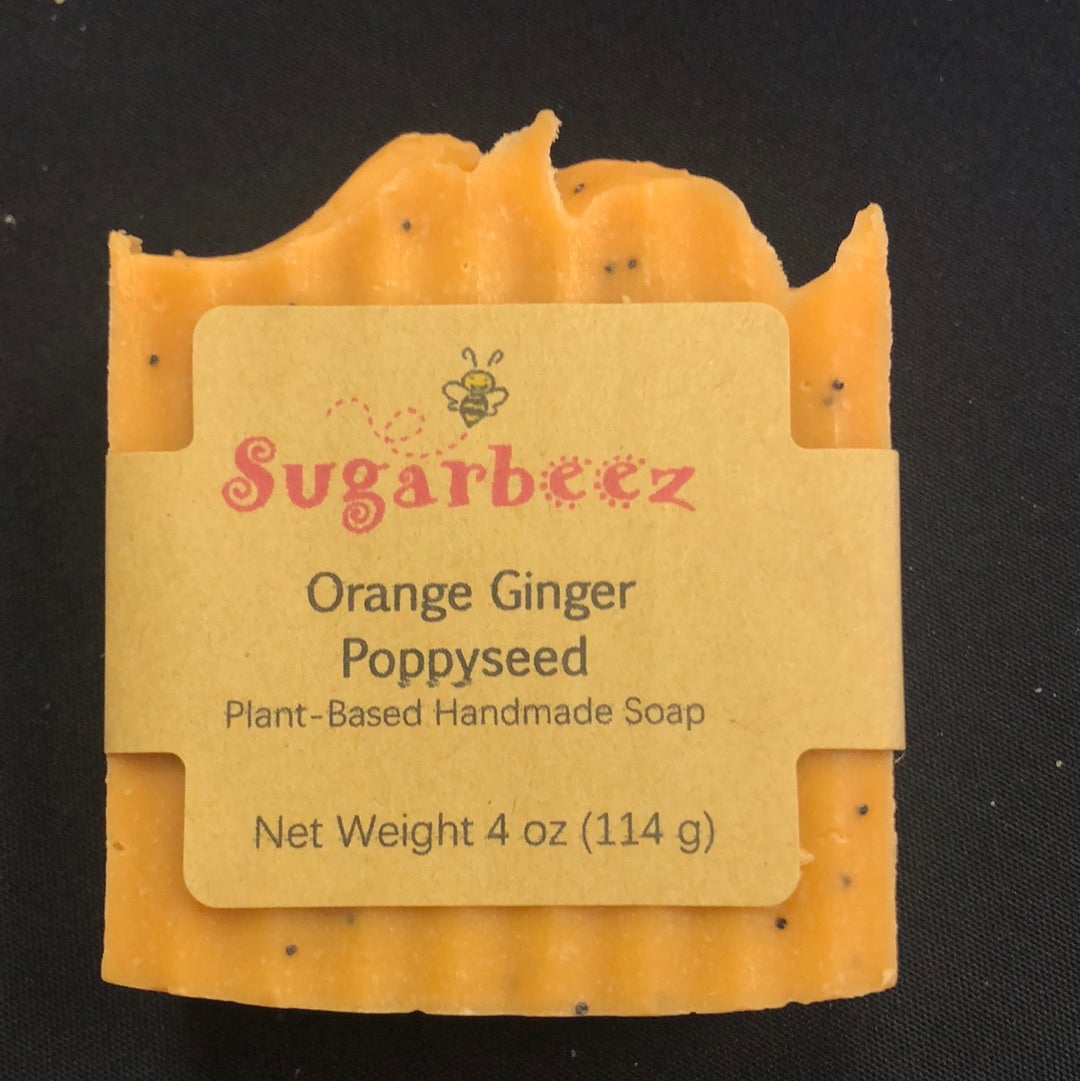 Sugarbeez
Orange Ginger
Poppyseed
Plant-Based Handmade Soap
Net Weight 4 oz (114 g)